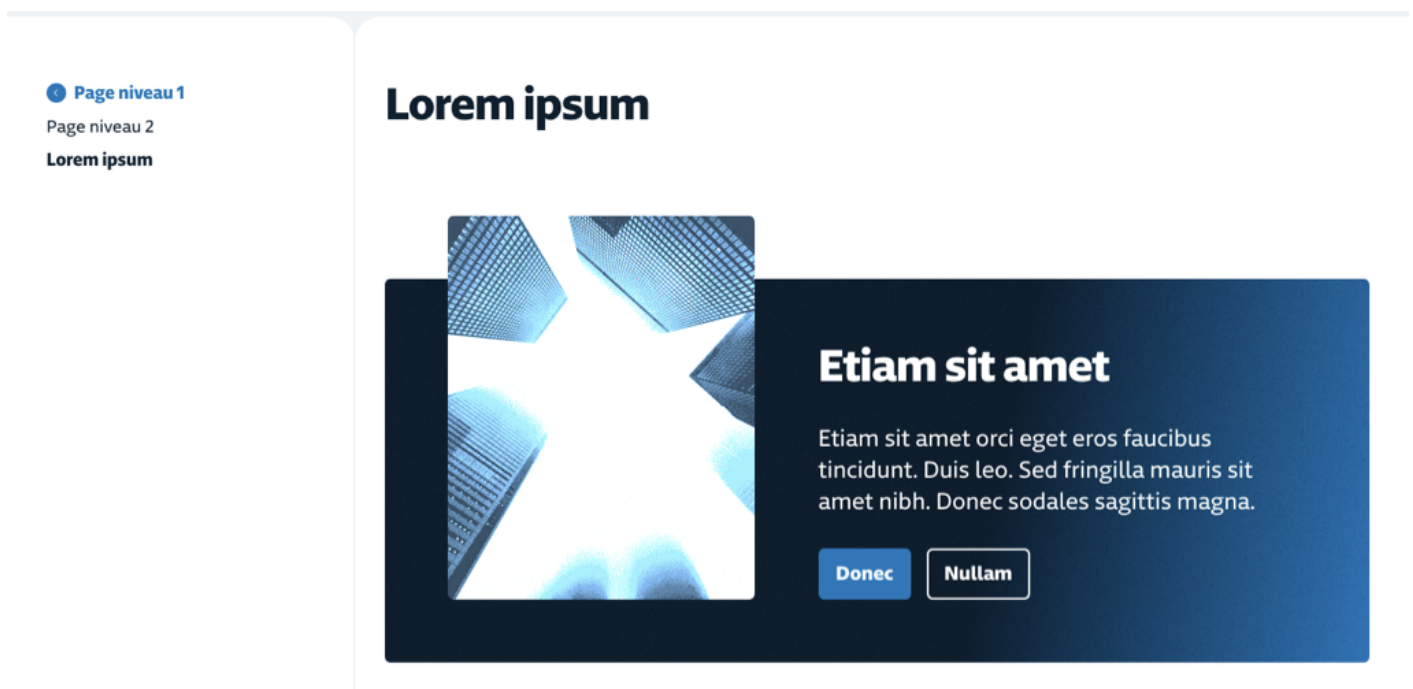 Page niveau 1
Page niveau 2
Lorem ipsum
Lorem ipsum
Etiam sit amet
Etiam sit amet orci eget eros faucibus
tincidunt. Duis leo. Sed fringilla mauris sit
amet nibh. Donec sodales sagittis magna.
Donec
Nullam